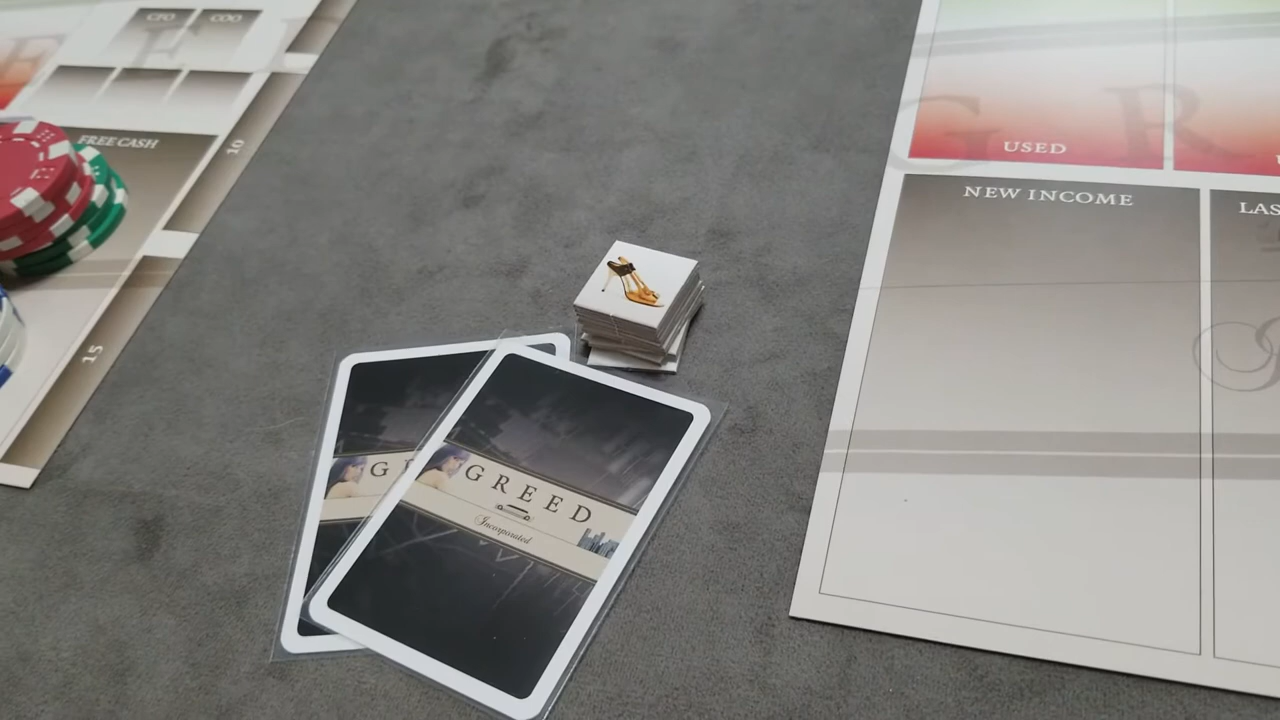 CFO COO
FREE CASH
10
15
G R
USED
NEW INCOME
LAS
G
GREED
Incorporated